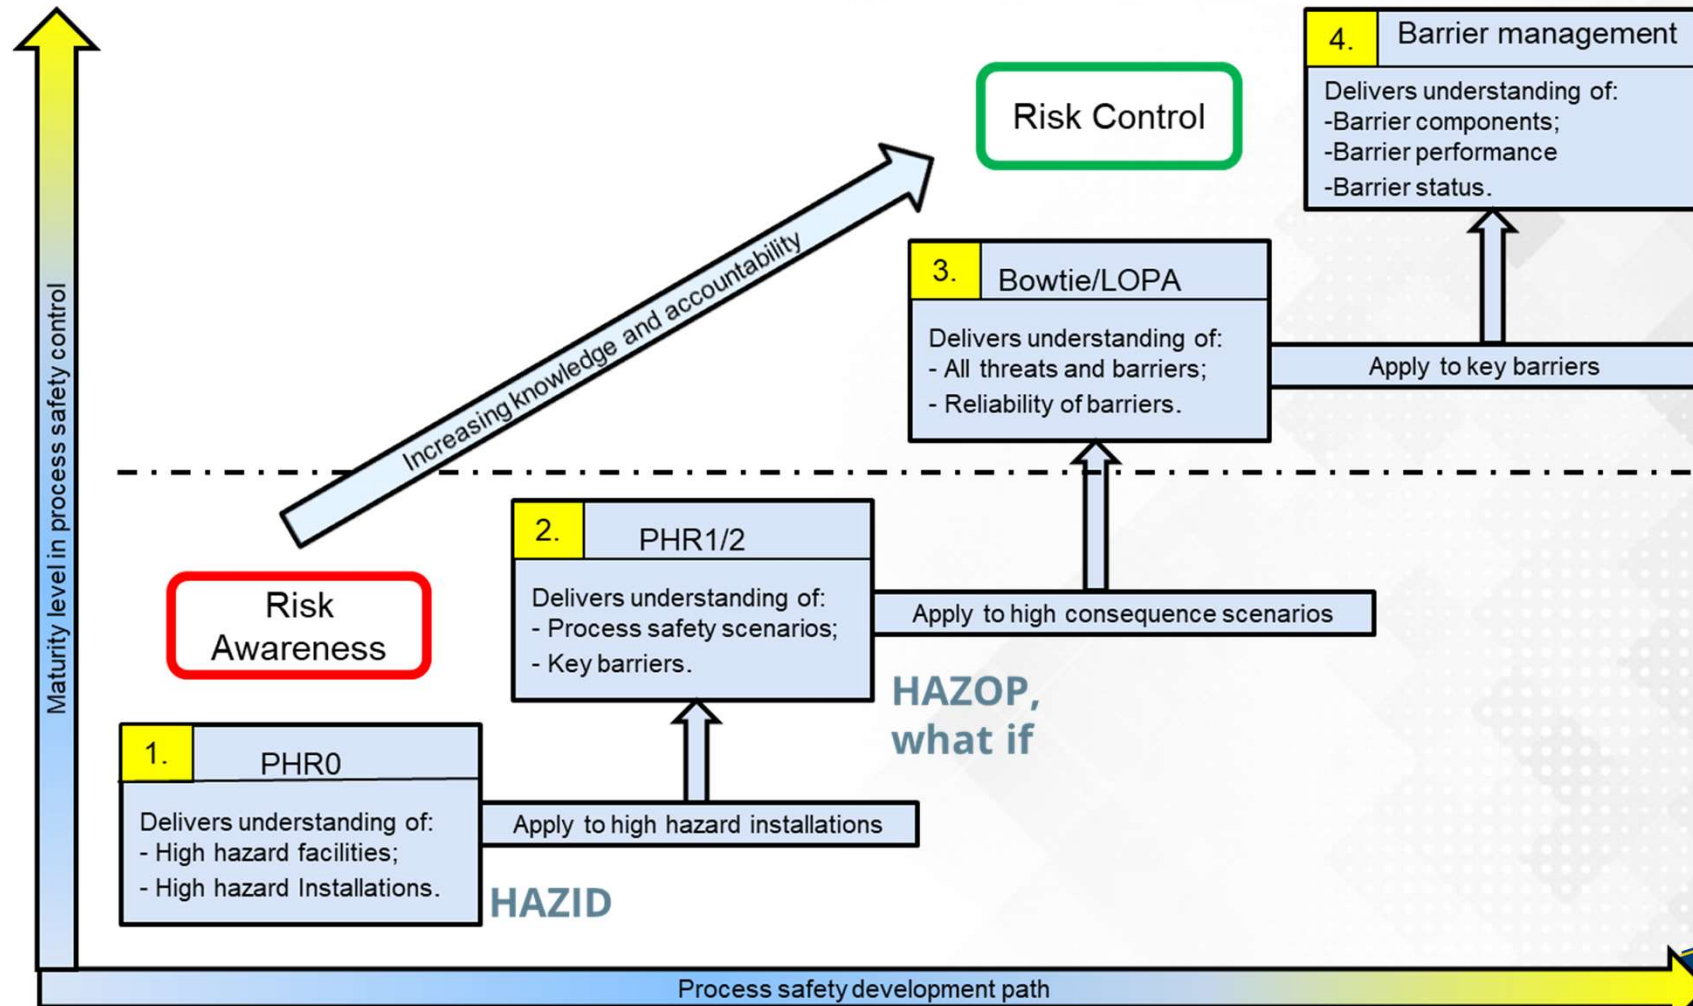 4. Barrier management
Delivers understanding of:
-Barrier components;
-Barrier performance
-Barrier status.
Risk Control
3. Bowtie/LOPA
Delivers understanding of:
- All threats and barriers;
- Reliability of barriers.
Apply to key barriers
Increasing knowledge and accountability
Maturity level in process safety control
2. PHR1/2
Delivers understanding of:
- Process safety scenarios;
- Key barriers.
Apply to high consequence scenarios
Risk
Awareness
HAZOP,
what if
1. PHR0
Delivers understanding of:
- High hazard facilities;
- High hazard Installations.
Apply to high hazard installations
HAZID
Process safety development path